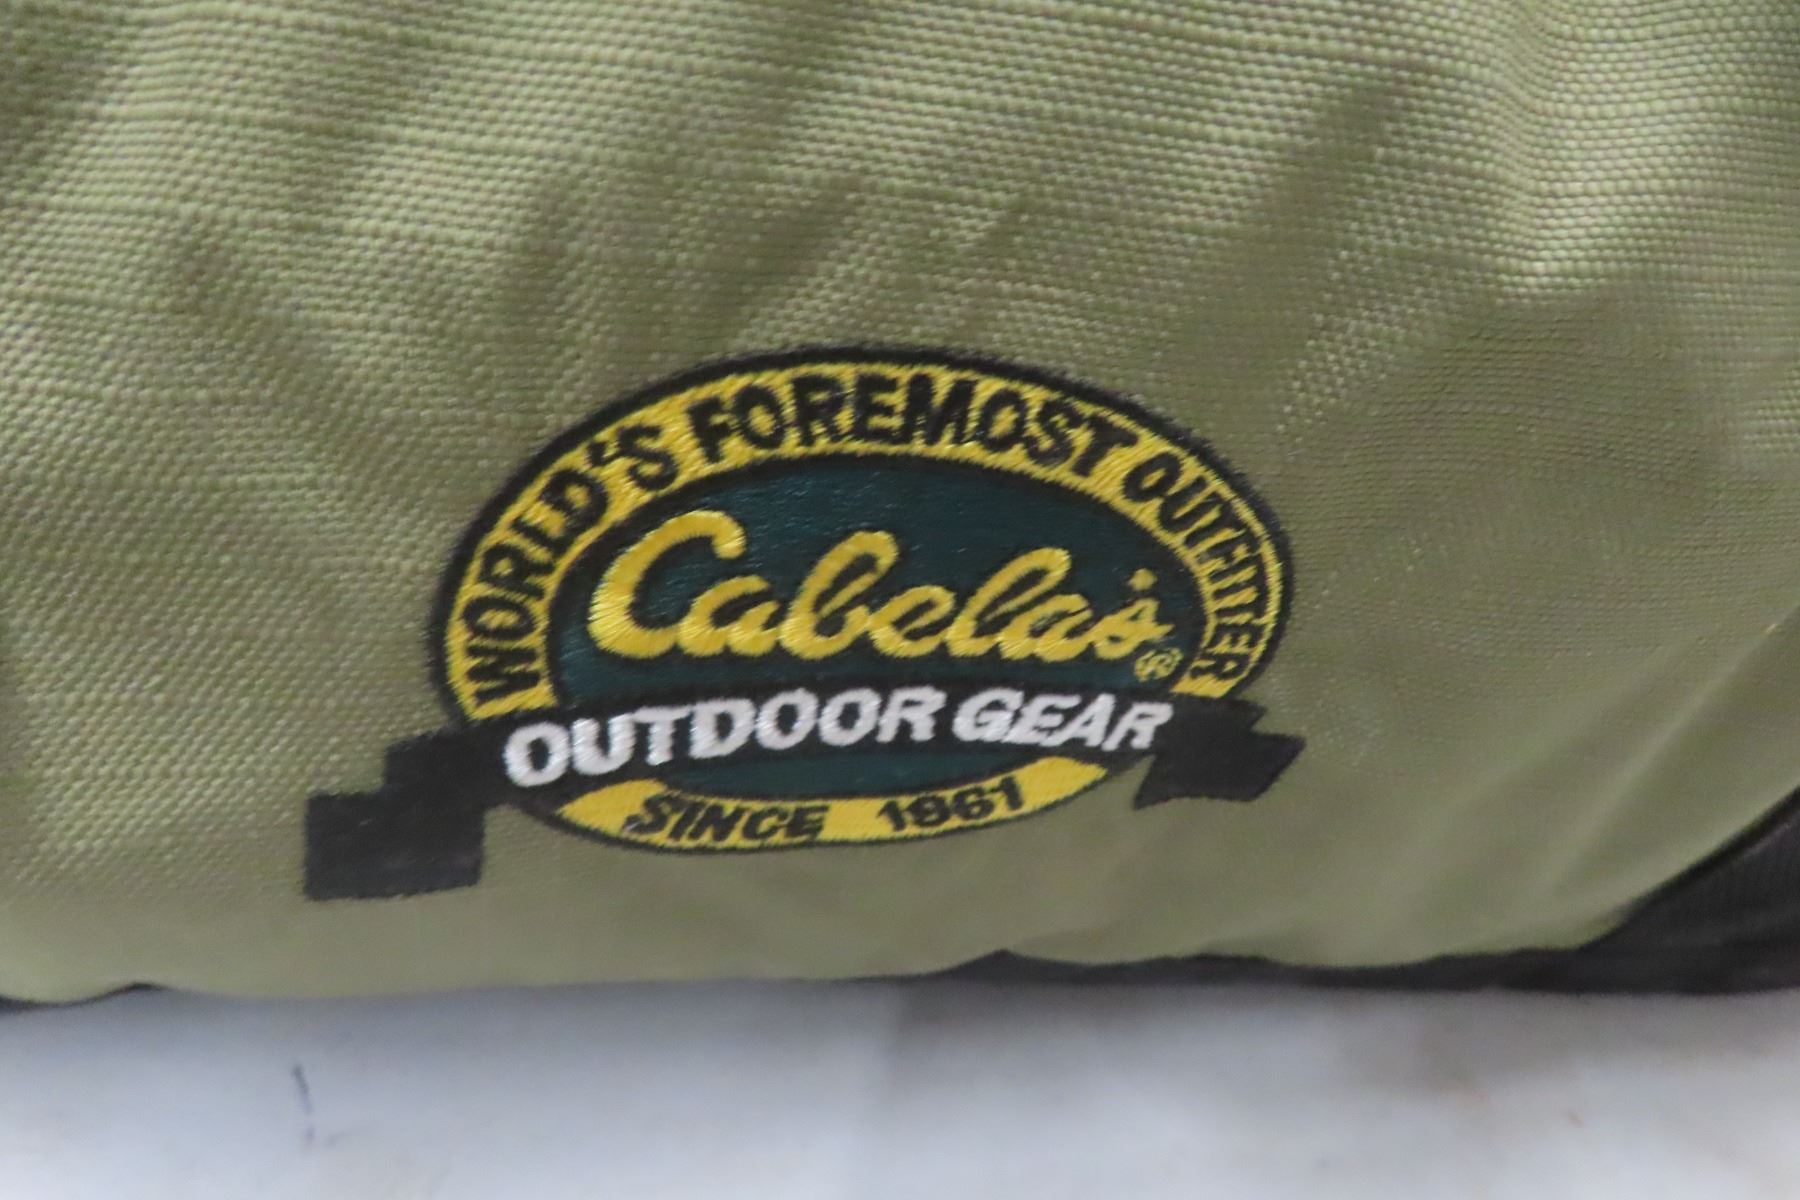 WORLD'S FOREMOST OUTFITTER
Cabela's®
OUTDOOR GEAR
SINCE 1961